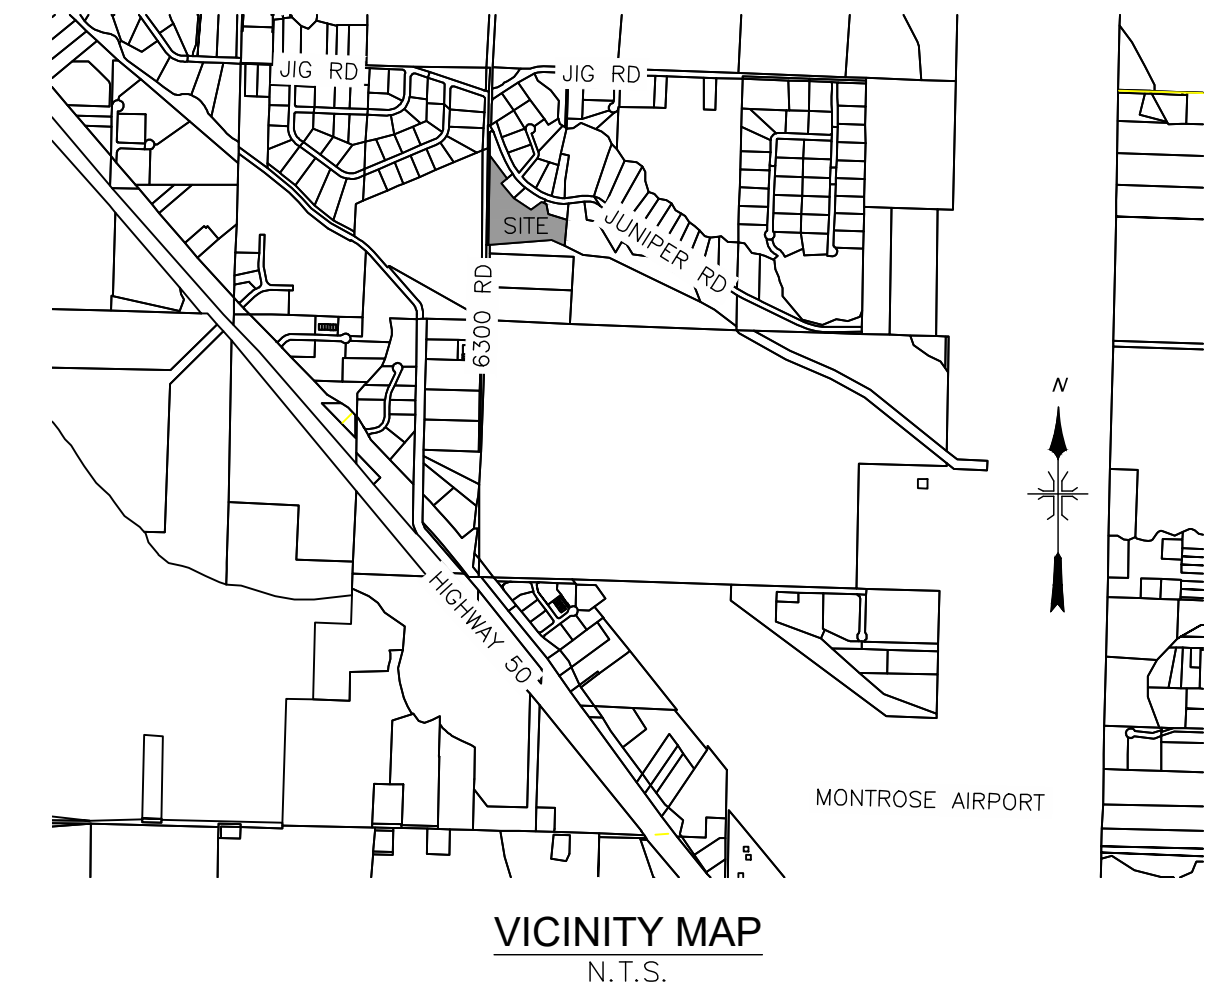 JIG RD
JIG RD
SITE
JUNIPER RD
6300 RD
N
HIGHWAY 50
MONTROSE AIRPORT
VICINITY MAP
N.T.S.